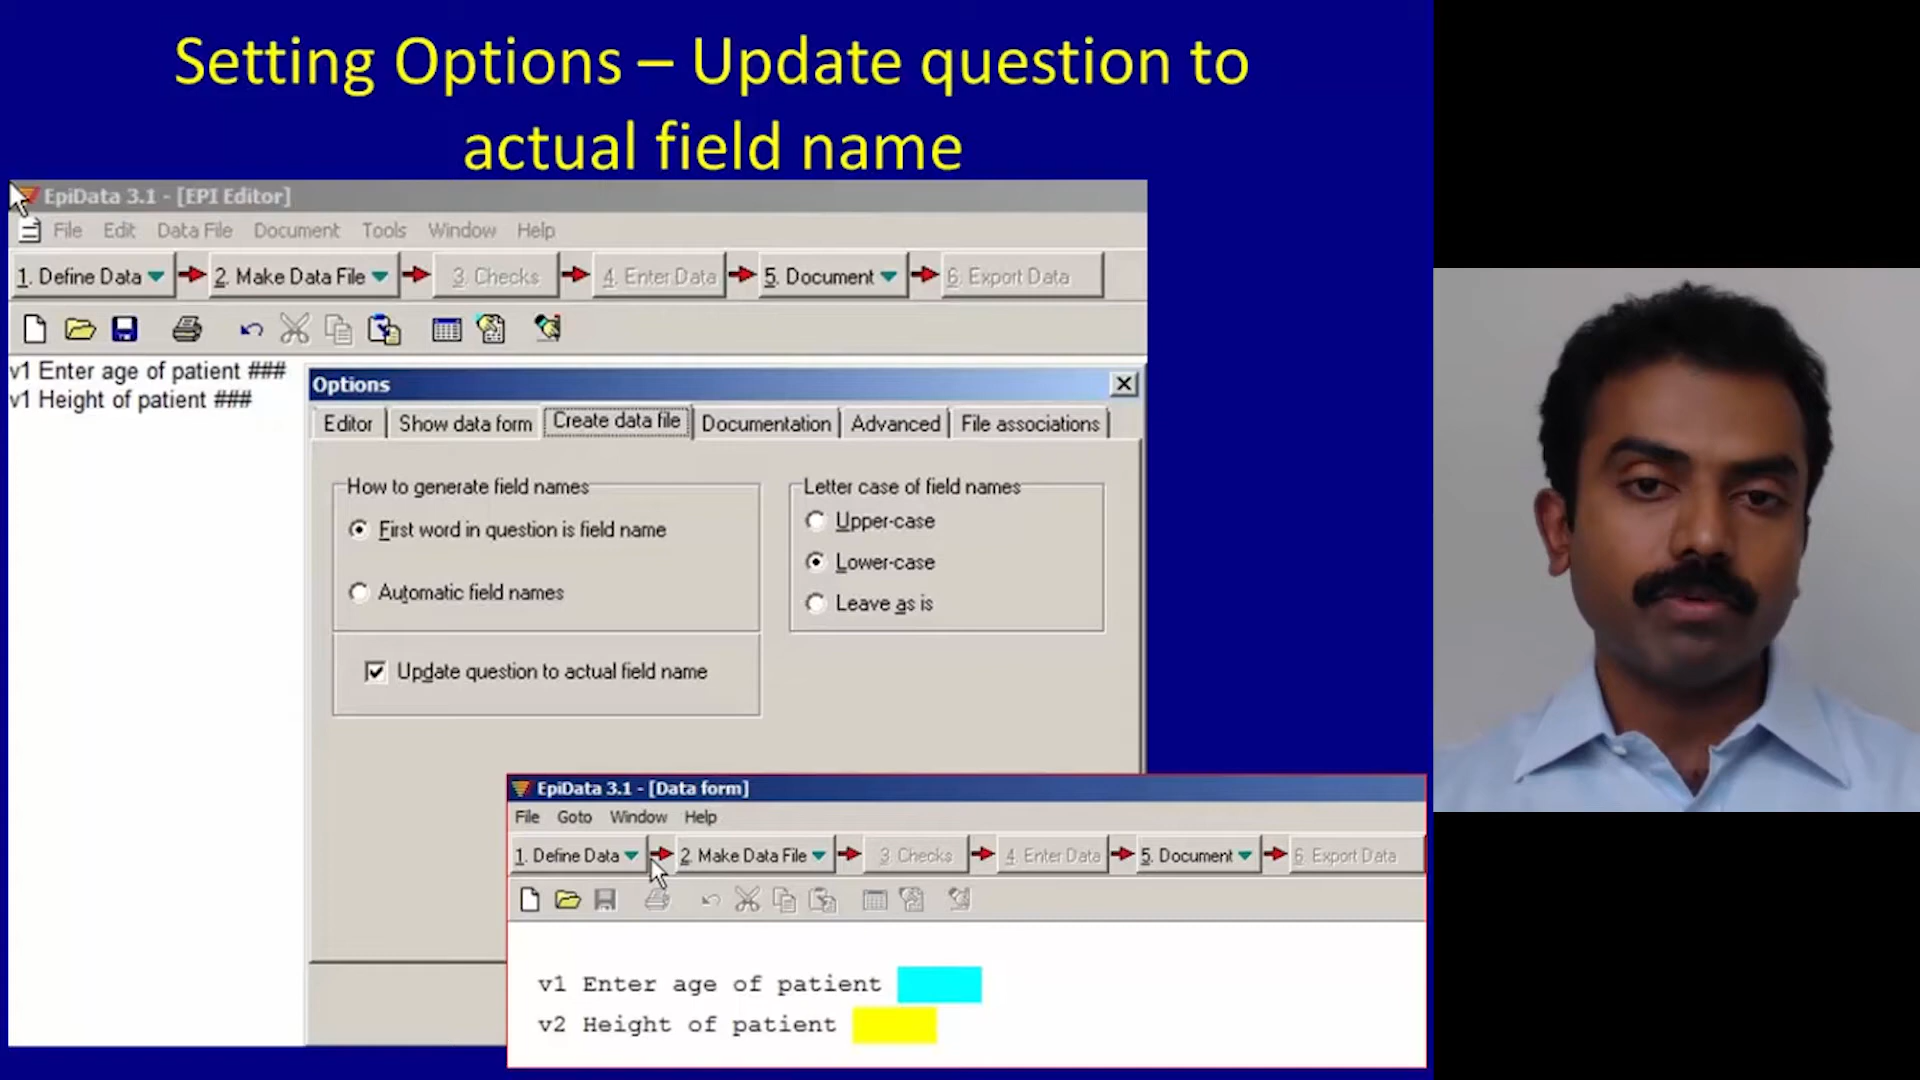 Setting Options – Update question to
actual field name
EpiData 3.1 - [EPI Editor]
File Edit Data File Document Tools Window Help
1. Define Data 2. Make Data File 3. Checks 4. Enter Data 5. Document 6. Export Data
v1 Enter age of patient ###
v1 Height of patient ###
Options
Editor Show data form Create data file Documentation Advanced File associations
How to generate field names
First word in question is field name
Automatic field names
Update question to actual field name
Letter case of field names
Upper-case
Lower-case
Leave as is
EpiData 3.1 - [Data form]
File Goto Window Help
1. Define Data 2. Make Data File 3. Checks 4. Enter Data 5. Document 6. Export Data
v1 Enter age of patient
v2 Height of patient